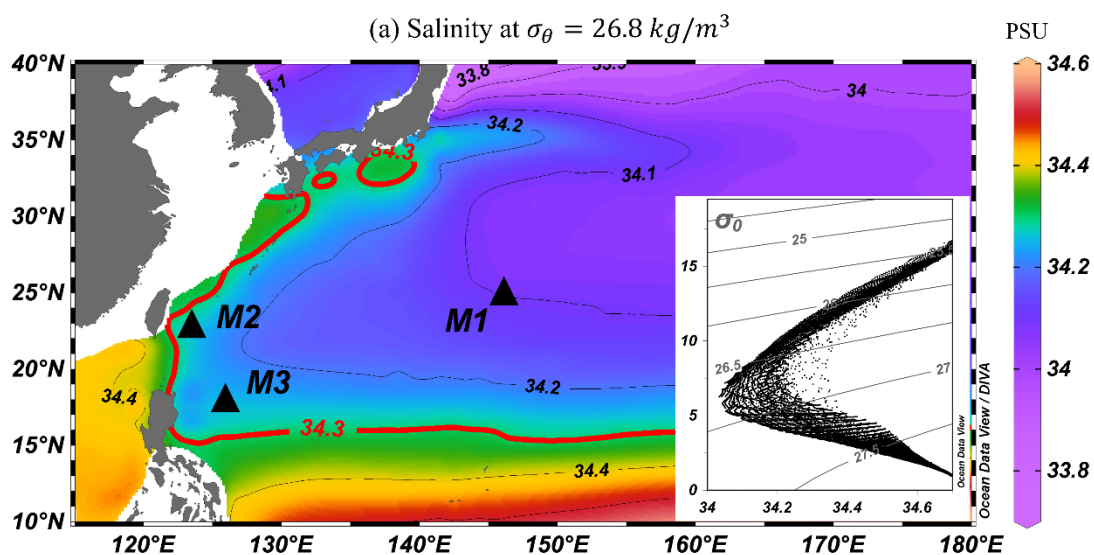 (a) Salinity at σθ = 26.8 kg/m³
PSU
40°N
35°N
30°N
25°N
20°N
15°N
10°N
120°E
130°E
140°E
150°E
160°E
170°E
180°E
33.8
34
34.2
34.1
34.3
M1
M2
M3
34.2
34.4
34.3
34.4
σ0
25
26.5
27
27.5
15
10
5
0
34
34.2
34.4
34.6
Ocean Data View
Ocean Data View / DIVA
34.6
34.4
34.2
34
33.8